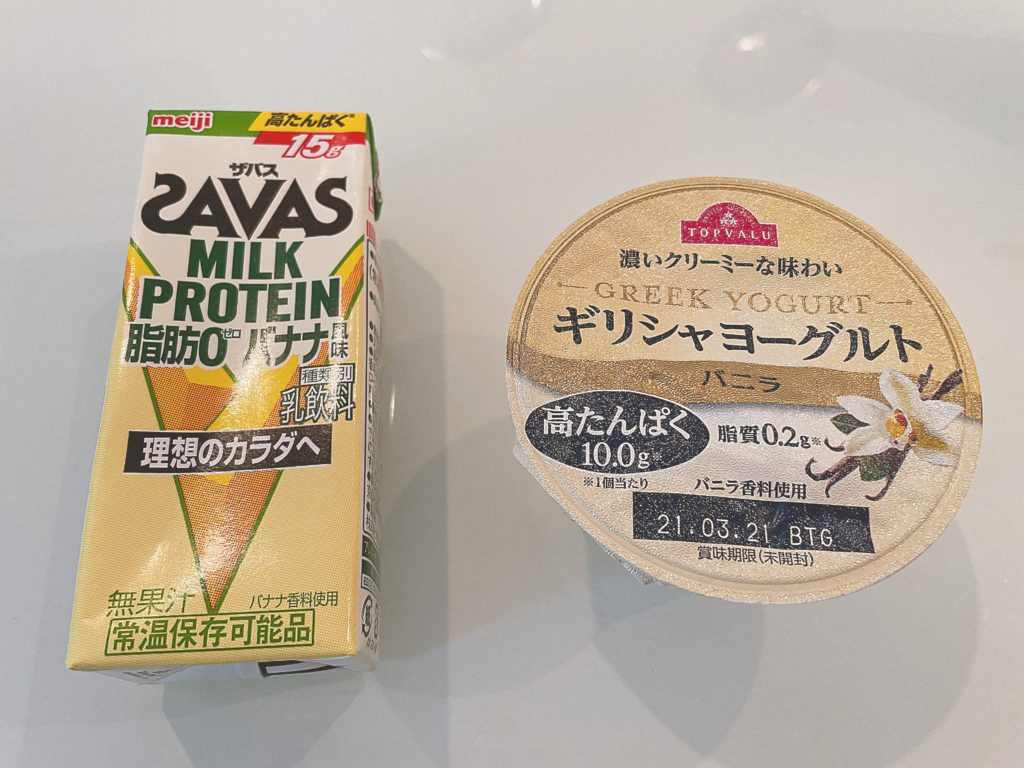 meiji
高たんぱく®
15g
ザバス
SAVAS
MILK
PROTEIN
脂肪0ゼロ バナナ風味
種類別
乳飲料
理想のカラダへ
無果汁 バナナ香料使用
常温保存可能品
TOPVALU
濃いクリーミーな味わい
GREEK YOGURT
ギリシャヨーグルト
バニラ
高たんぱく
10.0g※
※1個当たり
脂質0.2g※
バニラ香料使用
21.03.21 BTG
賞味期限(未開封)